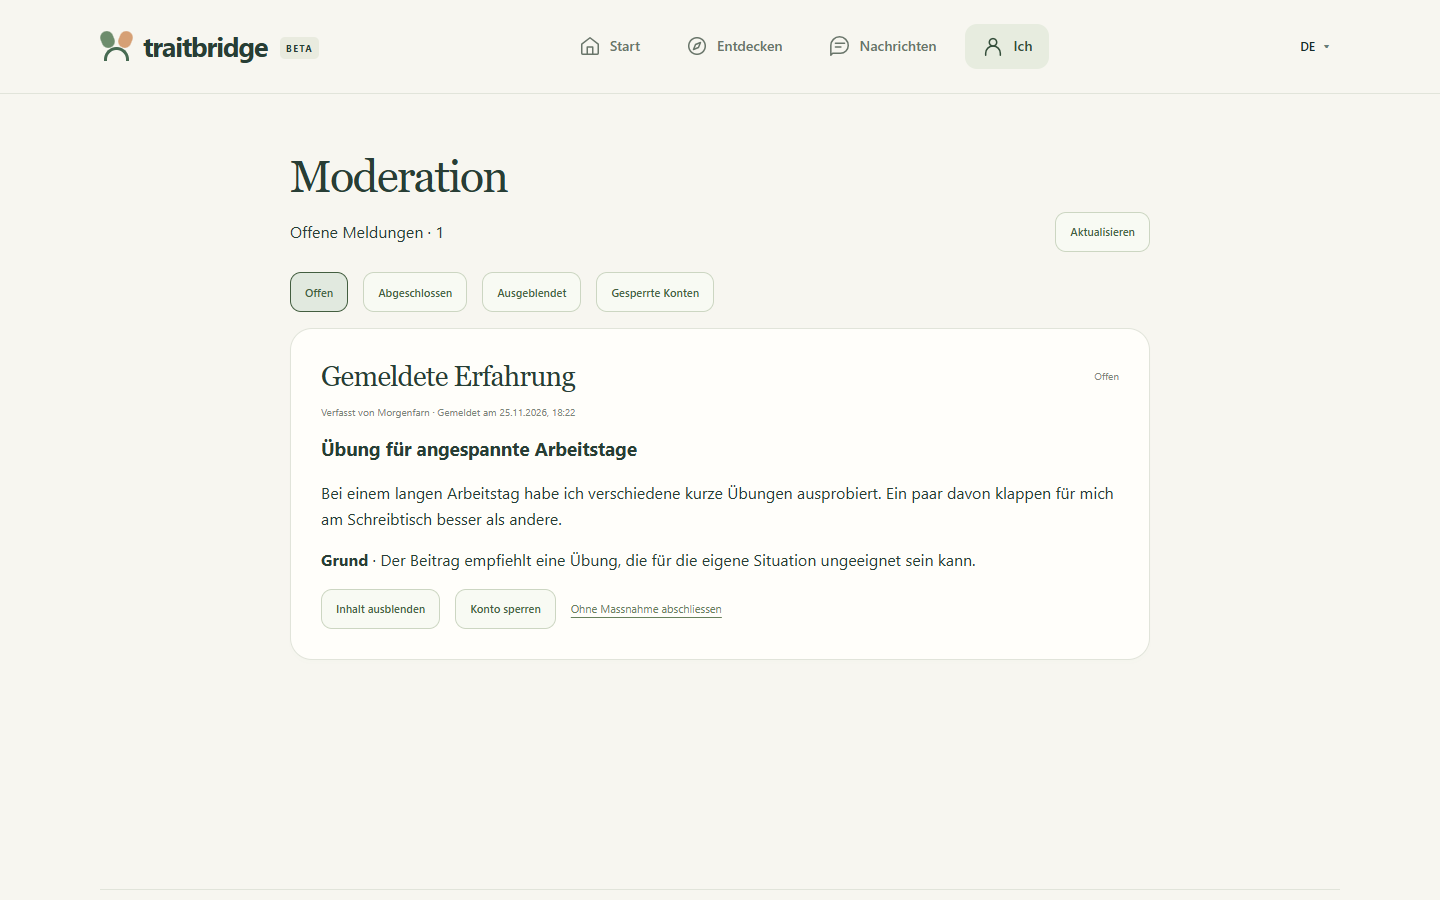 traitbridge BETA
Start
Entdecken
Nachrichten
Ich
DE
Moderation
Offene Meldungen · 1
Aktualisieren
Offen
Abgeschlossen
Ausgeblendet
Gesperrte Konten
Gemeldete Erfahrung
Offen
Verfasst von Morgenfarn · Gemeldet am 25.11.2026, 18:22
Übung für angespannte Arbeitstage
Bei einem langen Arbeitstag habe ich verschiedene kurze Übungen ausprobiert. Ein paar davon klappen für mich
am Schreibtisch besser als andere.
Grund · Der Beitrag empfiehlt eine Übung, die für die eigene Situation ungeeignet sein kann.
Inhalt ausblenden
Konto sperren
Ohne Massnahme abschliessen